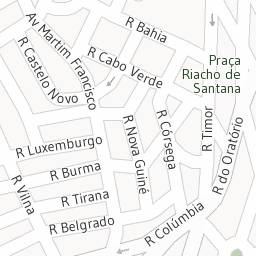 R Bahia
Av Martim Francisco
R Cabo Verde
R Castelo Novo
Praça
Riacho de
Santana
R Nova Guiné
R Córsega
R Timor
R do Oratório
R Luxemburgo
R Burma
R Vilna
R Tirana
R Belgrado
R Colúmbia